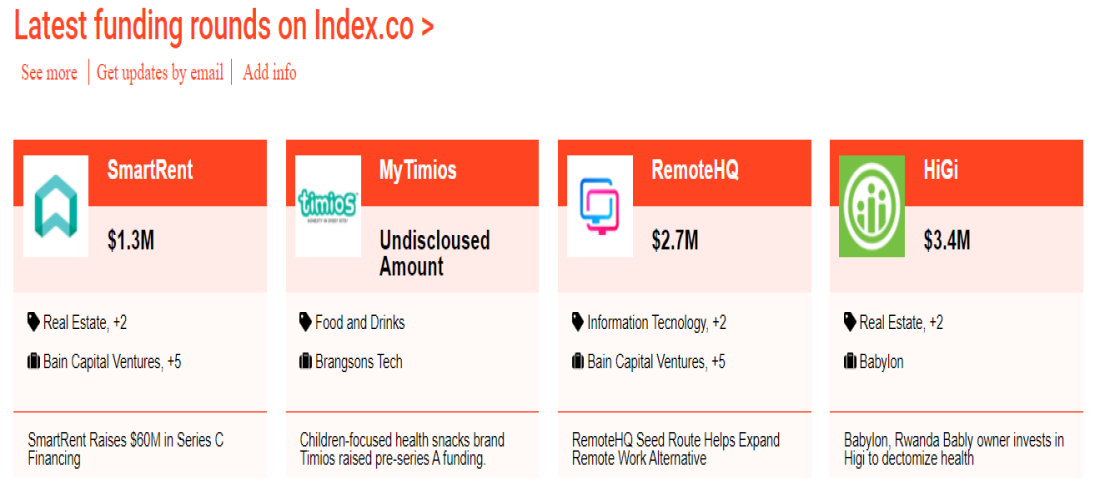 Latest funding rounds on Index.co >
See more | Get updates by email | Add info
SmartRent
$1.3M
Real Estate, +2
Bain Capital Ventures, +5
SmartRent Raises $60M in Series C
Financing
timios
MyTimios
Undiscloused
Amount
Food and Drinks
Brangsons Tech
Children-focused health snacks brand
Timios raised pre-series A funding.
RemoteHQ
$2.7M
Information Tecnology, +2
Bain Capital Ventures, +5
RemoteHQ Seed Route Helps Expand
Remote Work Alternative
HiGi
$3.4M
Real Estate, +2
Babylon
Babylon, Rwanda Bably owner invests in
Higi to dectomize health